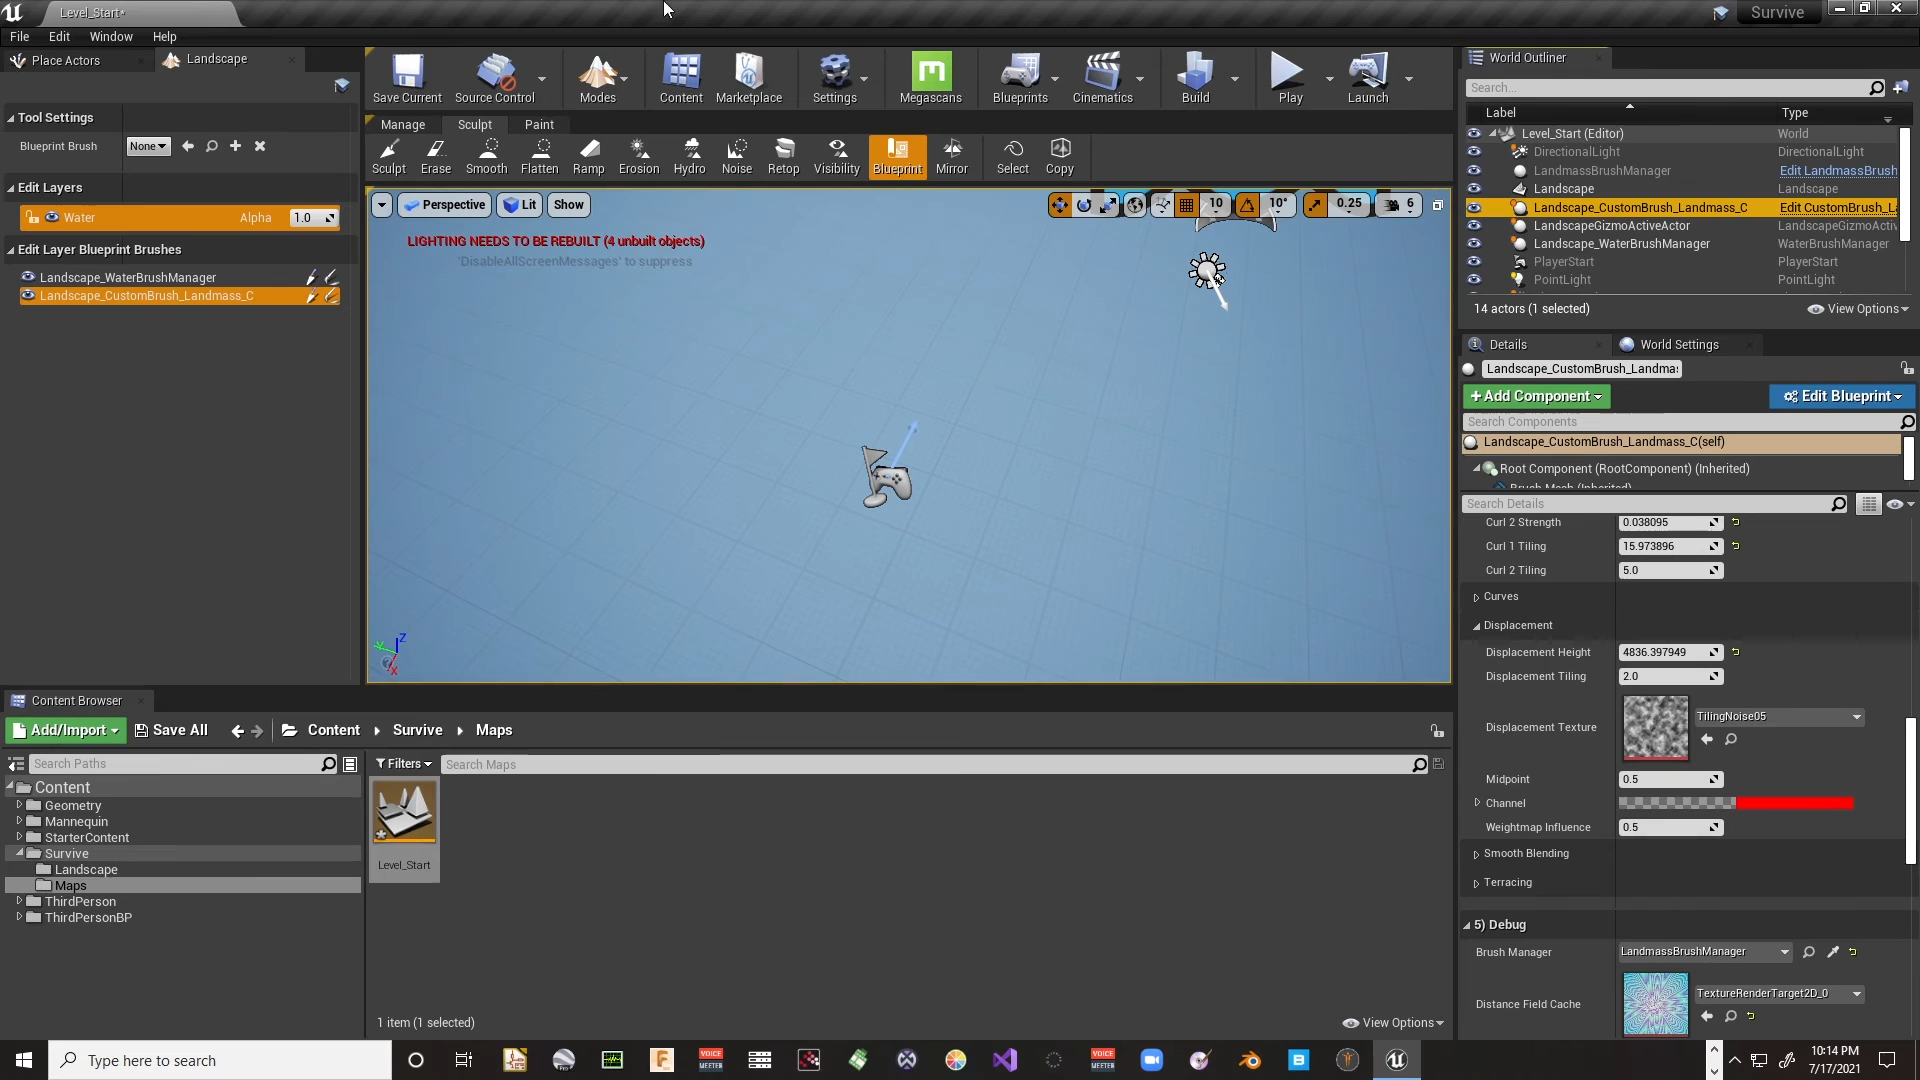 Level_Start*
Survive
File Edit Window Help
Place Actors
Landscape
Tool Settings
Blueprint Brush None
Edit Layers
Water Alpha 1.0
Edit Layer Blueprint Brushes
Landscape_WaterBrushManager
Landscape_CustomBrush_Landmass_C
Save Current Source Control Modes Content Marketplace Settings Megascans Blueprints Cinematics Build Play Launch
Manage Sculpt Paint
Sculpt Erase Smooth Flatten Ramp Erosion Hydro Noise Retop Visibility Blueprint Mirror Select Copy
Perspective Lit Show 10 10° 0.25 6
LIGHTING NEEDS TO BE REBUILT (4 unbuilt objects)
'DisableAllScreenMessages' to suppress
Z
Y
X
World Outliner
Search...
Label Type
Level_Start (Editor) World
DirectionalLight DirectionalLight
LandmassBrushManager Edit LandmassBrush
Landscape Landscape
Landscape_CustomBrush_Landmass_C Edit CustomBrush_La
LandscapeGizmoActiveActor LandscapeGizmoActiv
Landscape_WaterBrushManager WaterBrushManager
PlayerStart PlayerStart
PointLight PointLight
14 actors (1 selected) View Options
Details World Settings
Landscape_CustomBrush_Landmas
+Add Component Edit Blueprint
Search Components
Landscape_CustomBrush_Landmass_C(self)
Root Component (RootComponent) (Inherited)
Brush Mesh (Inherited)
Search Details
Curl 2 Strength 0.038095
Curl 1 Tiling 15.973896
Curl 2 Tiling 5.0
Curves
Displacement
Displacement Height 4836.397949
Displacement Tiling 2.0
Displacement Texture TilingNoise05
Midpoint 0.5
Channel
Weightmap Influence 0.5
Smooth Blending
Terracing
5) Debug
Brush Manager LandmassBrushManager
Distance Field Cache TextureRenderTarget2D_0
Content Browser
Add/Import Save All Content Survive Maps
Search Paths
Filters Search Maps
Content
Geometry
Mannequin
StarterContent
Survive
Landscape
Maps
ThirdPerson
ThirdPersonBP
Level_Start
1 item (1 selected) View Options
Type here to search
VOICE MEETER
VOICE MEETER
10:14 PM
7/17/2021